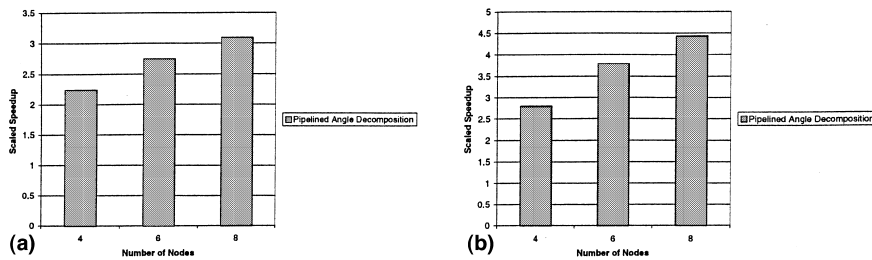 3.5
3
2.5
2
1.5
1
0.5
0
Scaled Speedup
4 6 8
Number of Nodes
Pipelined Angle Decomposition
(a)
5
4.5
4
3.5
3
2.5
2
1.5
1
0.5
0
Scaled Speedup
4 6 8
Number of Nodes
Pipelined Angle Decomposition
(b)